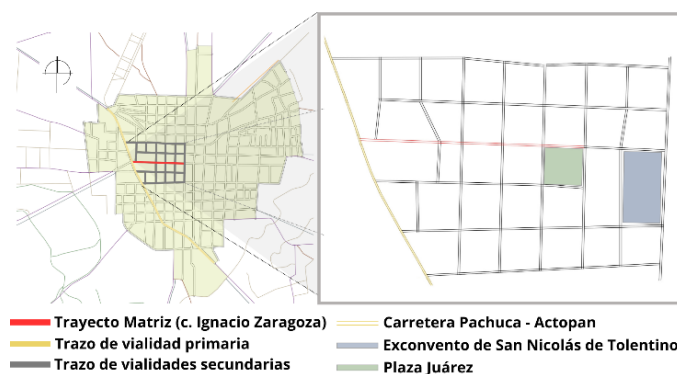 Trayecto Matriz (c. Ignacio Zaragoza)
Trazo de vialidad primaria
Trazo de vialidades secundarias
Carretera Pachuca - Actopan
Exconvento de San Nicolás de Tolentino
Plaza Juárez